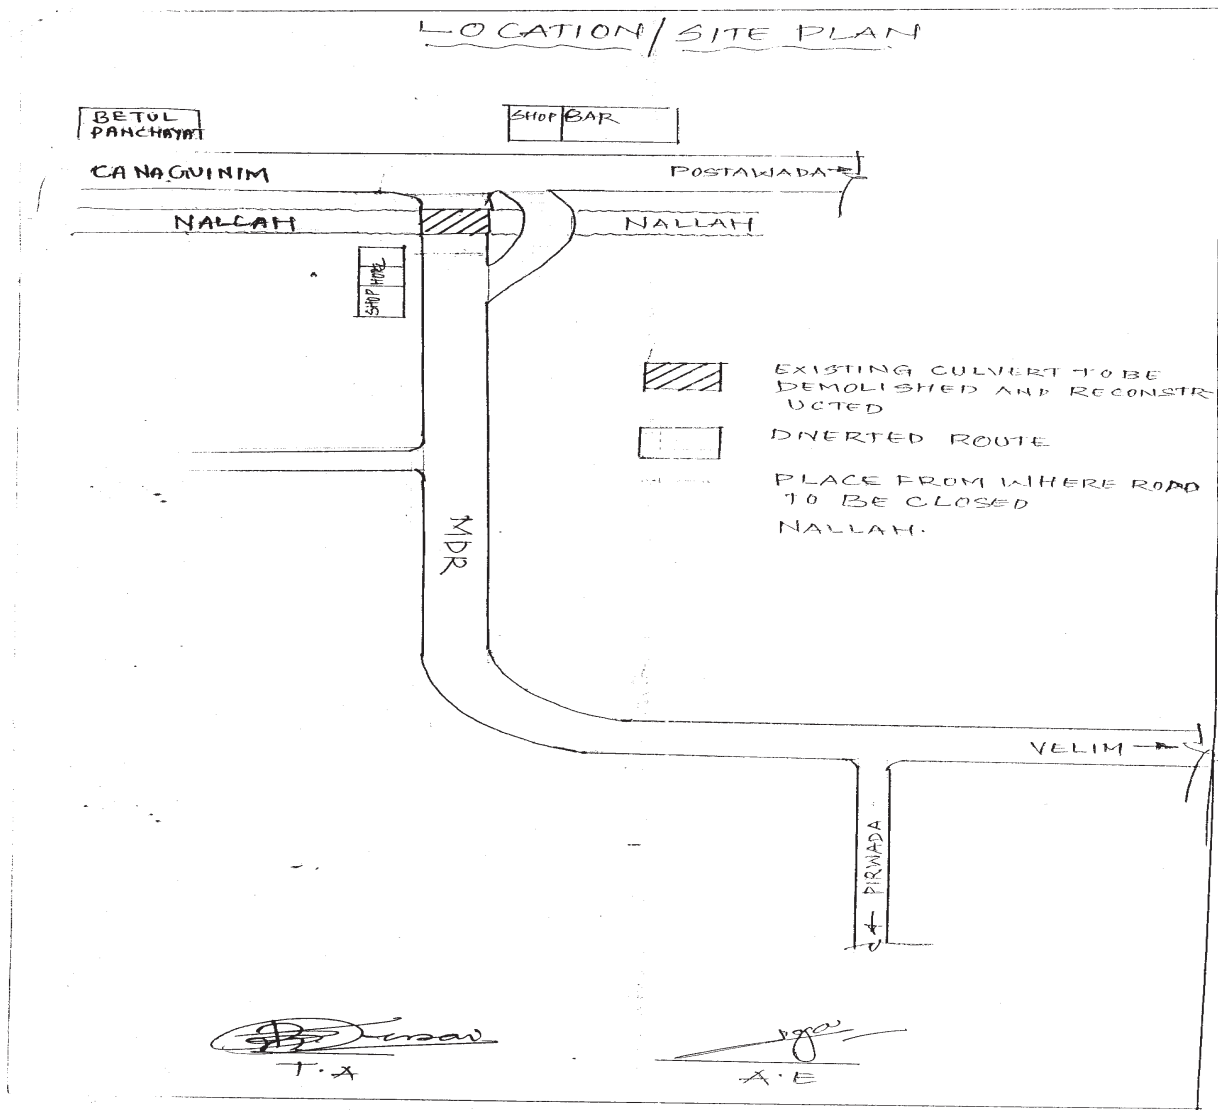 LOCATION/SITE PLAN
BETUL
PANCHAYAT
SHOP BAR
CANAGUINIM
POSTAWADA
NALLAH
NALLAH
SHOP
EXISTING CULVERT TO BE
DEMOLISHED AND RECONSTR
UCTED
DIVERTED ROUTE
PLACE FROM WHERE ROAD
TO BE CLOSED
NALLAH.
MDR
VELIM
PIRWADA
T.A
A.E